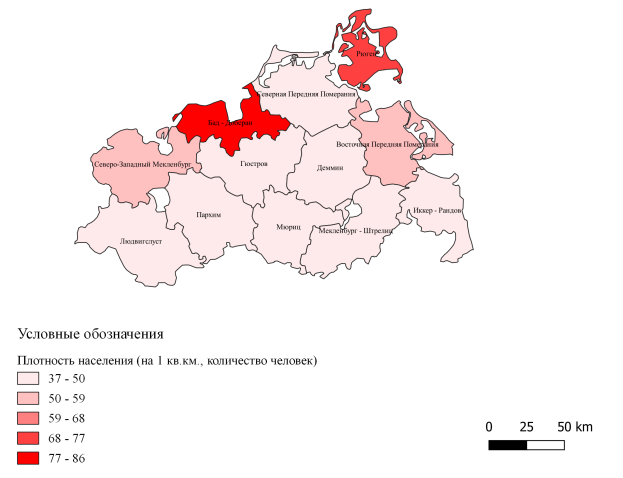 Рюген
Северная Передняя Померания
Бад - Доберан
Восточная Передняя Померания
Северо-Западный Мекленбург
Гюстров
Деммин
Пархим
Иккер - Рандов
Мюриц
Мекленбург - Штрелиц
Людвигслуст
Условные обозначения
Плотность населения (на 1 кв.км., количество человек)
37 - 50
50 - 59
59 - 68
68 - 77
77 - 86
0 25 50 km